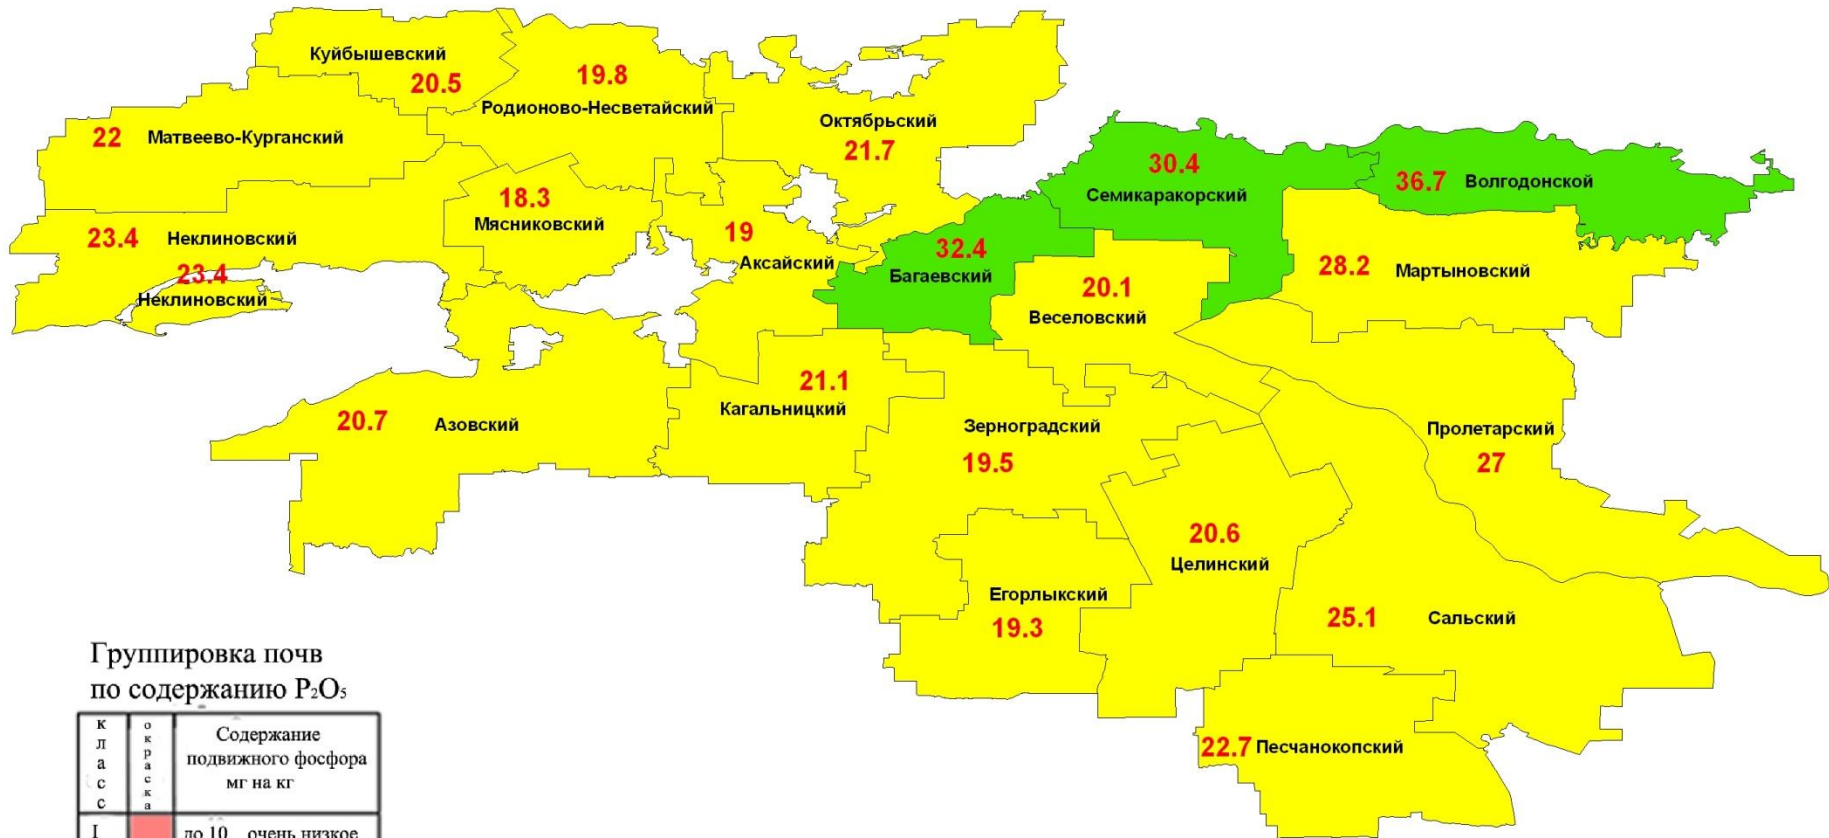 Куйбышевский
20.5
19.8
Родионово-Несветайский
Октябрьский
21.7
22 Матвеево-Курганский
30.4
Семикаракорский
36.7 Волгодонской
18.3
Мясниковский
23.4 Неклиновский
23.4
Неклиновский
19
Аксайский
32.4
Багаевский
20.1
Веселовский
28.2 Мартыновский
21.1
Кагальницкий
20.7 Азовский
Зерноградский
19.5
Пролетарский
27
20.6
Целинский
Егорлыкский
19.3
25.1 Сальский
22.7 Песчанокопский
Группировка почв
по содержанию P₂O₅
класс
окраска
Содержание
подвижного фосфора
мг на кг
I
до 10 очень низкое